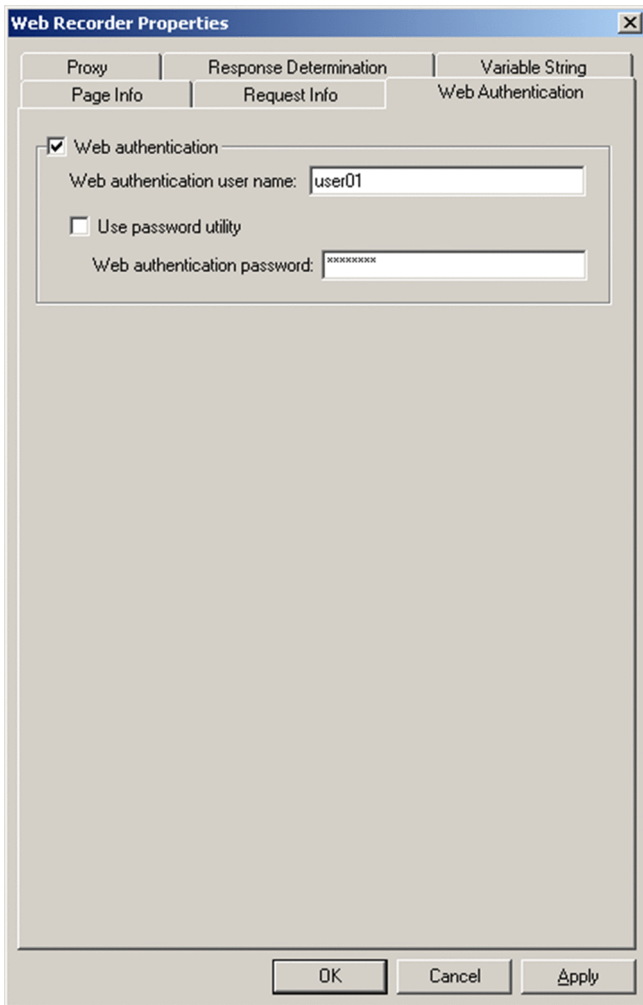 Web Recorder Properties
Proxy Response Determination Variable String
Page Info Request Info Web Authentication
Web authentication
Web authentication user name: user01
Use password utility
Web authentication password: ********
OK Cancel Apply